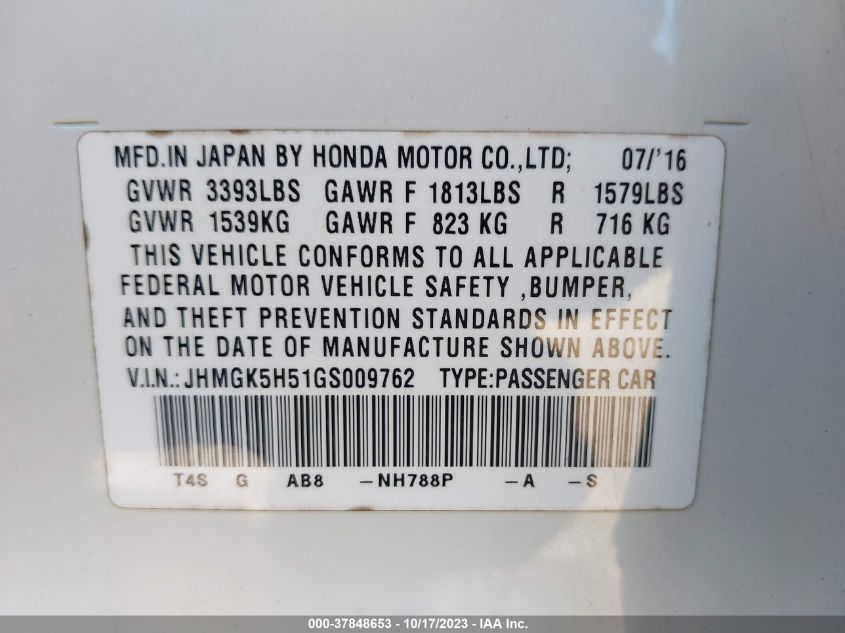 MFD.IN JAPAN BY HONDA MOTOR CO.,LTD; 07/'16
GVWR 3393LBS GAWR F 1813LBS R 1579LBS
GVWR 1539KG GAWR F 823 KG R 716 KG
THIS VEHICLE CONFORMS TO ALL APPLICABLE
FEDERAL MOTOR VEHICLE SAFETY ,BUMPER,
AND THEFT PREVENTION STANDARDS IN EFFECT
ON THE DATE OF MANUFACTURE SHOWN ABOVE.
V.I.N.:JHMGK5H51GS009762 TYPE:PASSENGER CAR
T4S G AB8 -NH788P -A -S
000-37848653 - 10/17/2023 - IAA Inc.